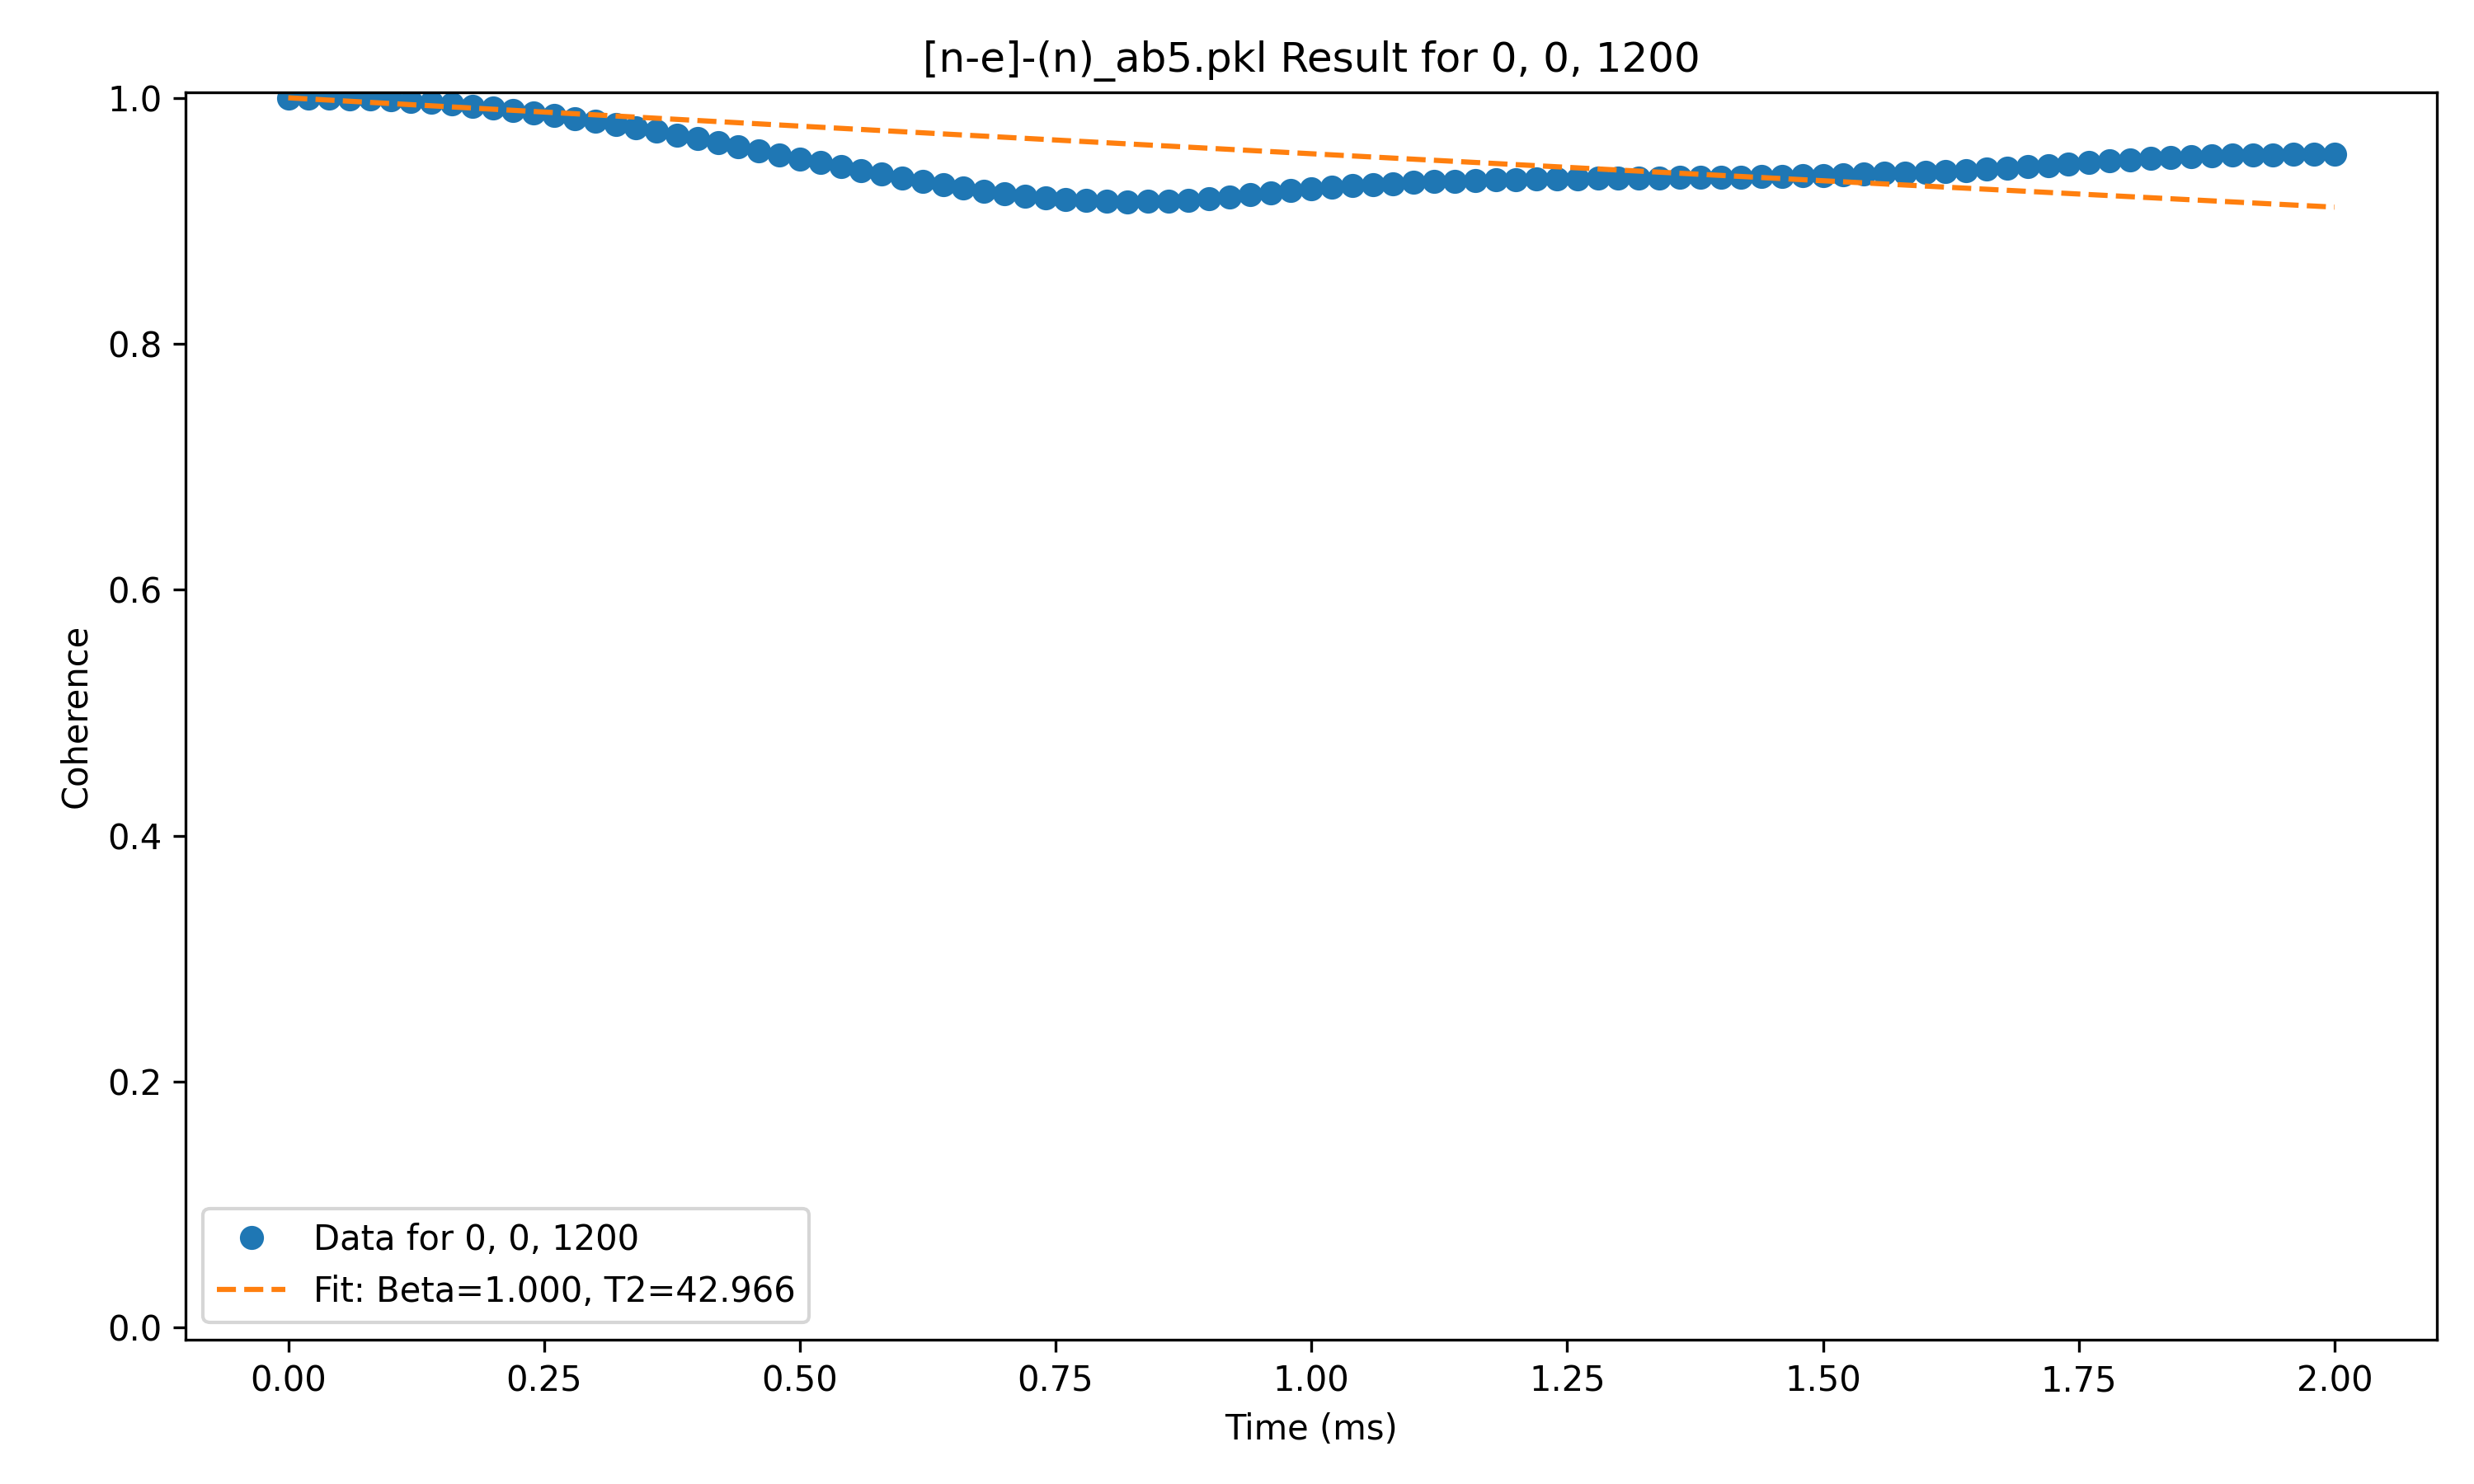 [n-e]-(n)_ab5.pkl Result for 0, 0, 1200
1.0
0.8
0.6
0.4
0.2
0.0
Coherence
Data for 0, 0, 1200
Fit: Beta=1.000, T2=42.966
0.00 0.25 0.50 0.75 1.00 1.25 1.50 1.75 2.00
Time (ms)